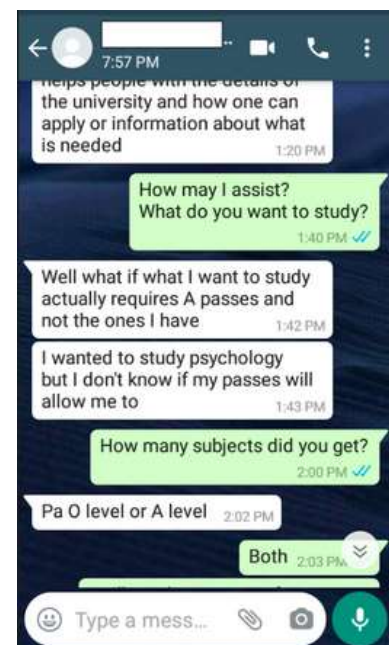 7:57 PM
helps people with the details of
the university and how one can
apply or information about what
is needed
1:20 PM
How may I assist?
What do you want to study?
1:40 PM
Well what if what I want to study
actually requires A passes and
not the ones I have
1:42 PM
I wanted to study psychology
but I don't know if my passes will
allow me to
1:43 PM
How many subjects did you get?
2:00 PM
Pa O level or A level 2:02 PM
Both 2:03 PM
Type a mess...